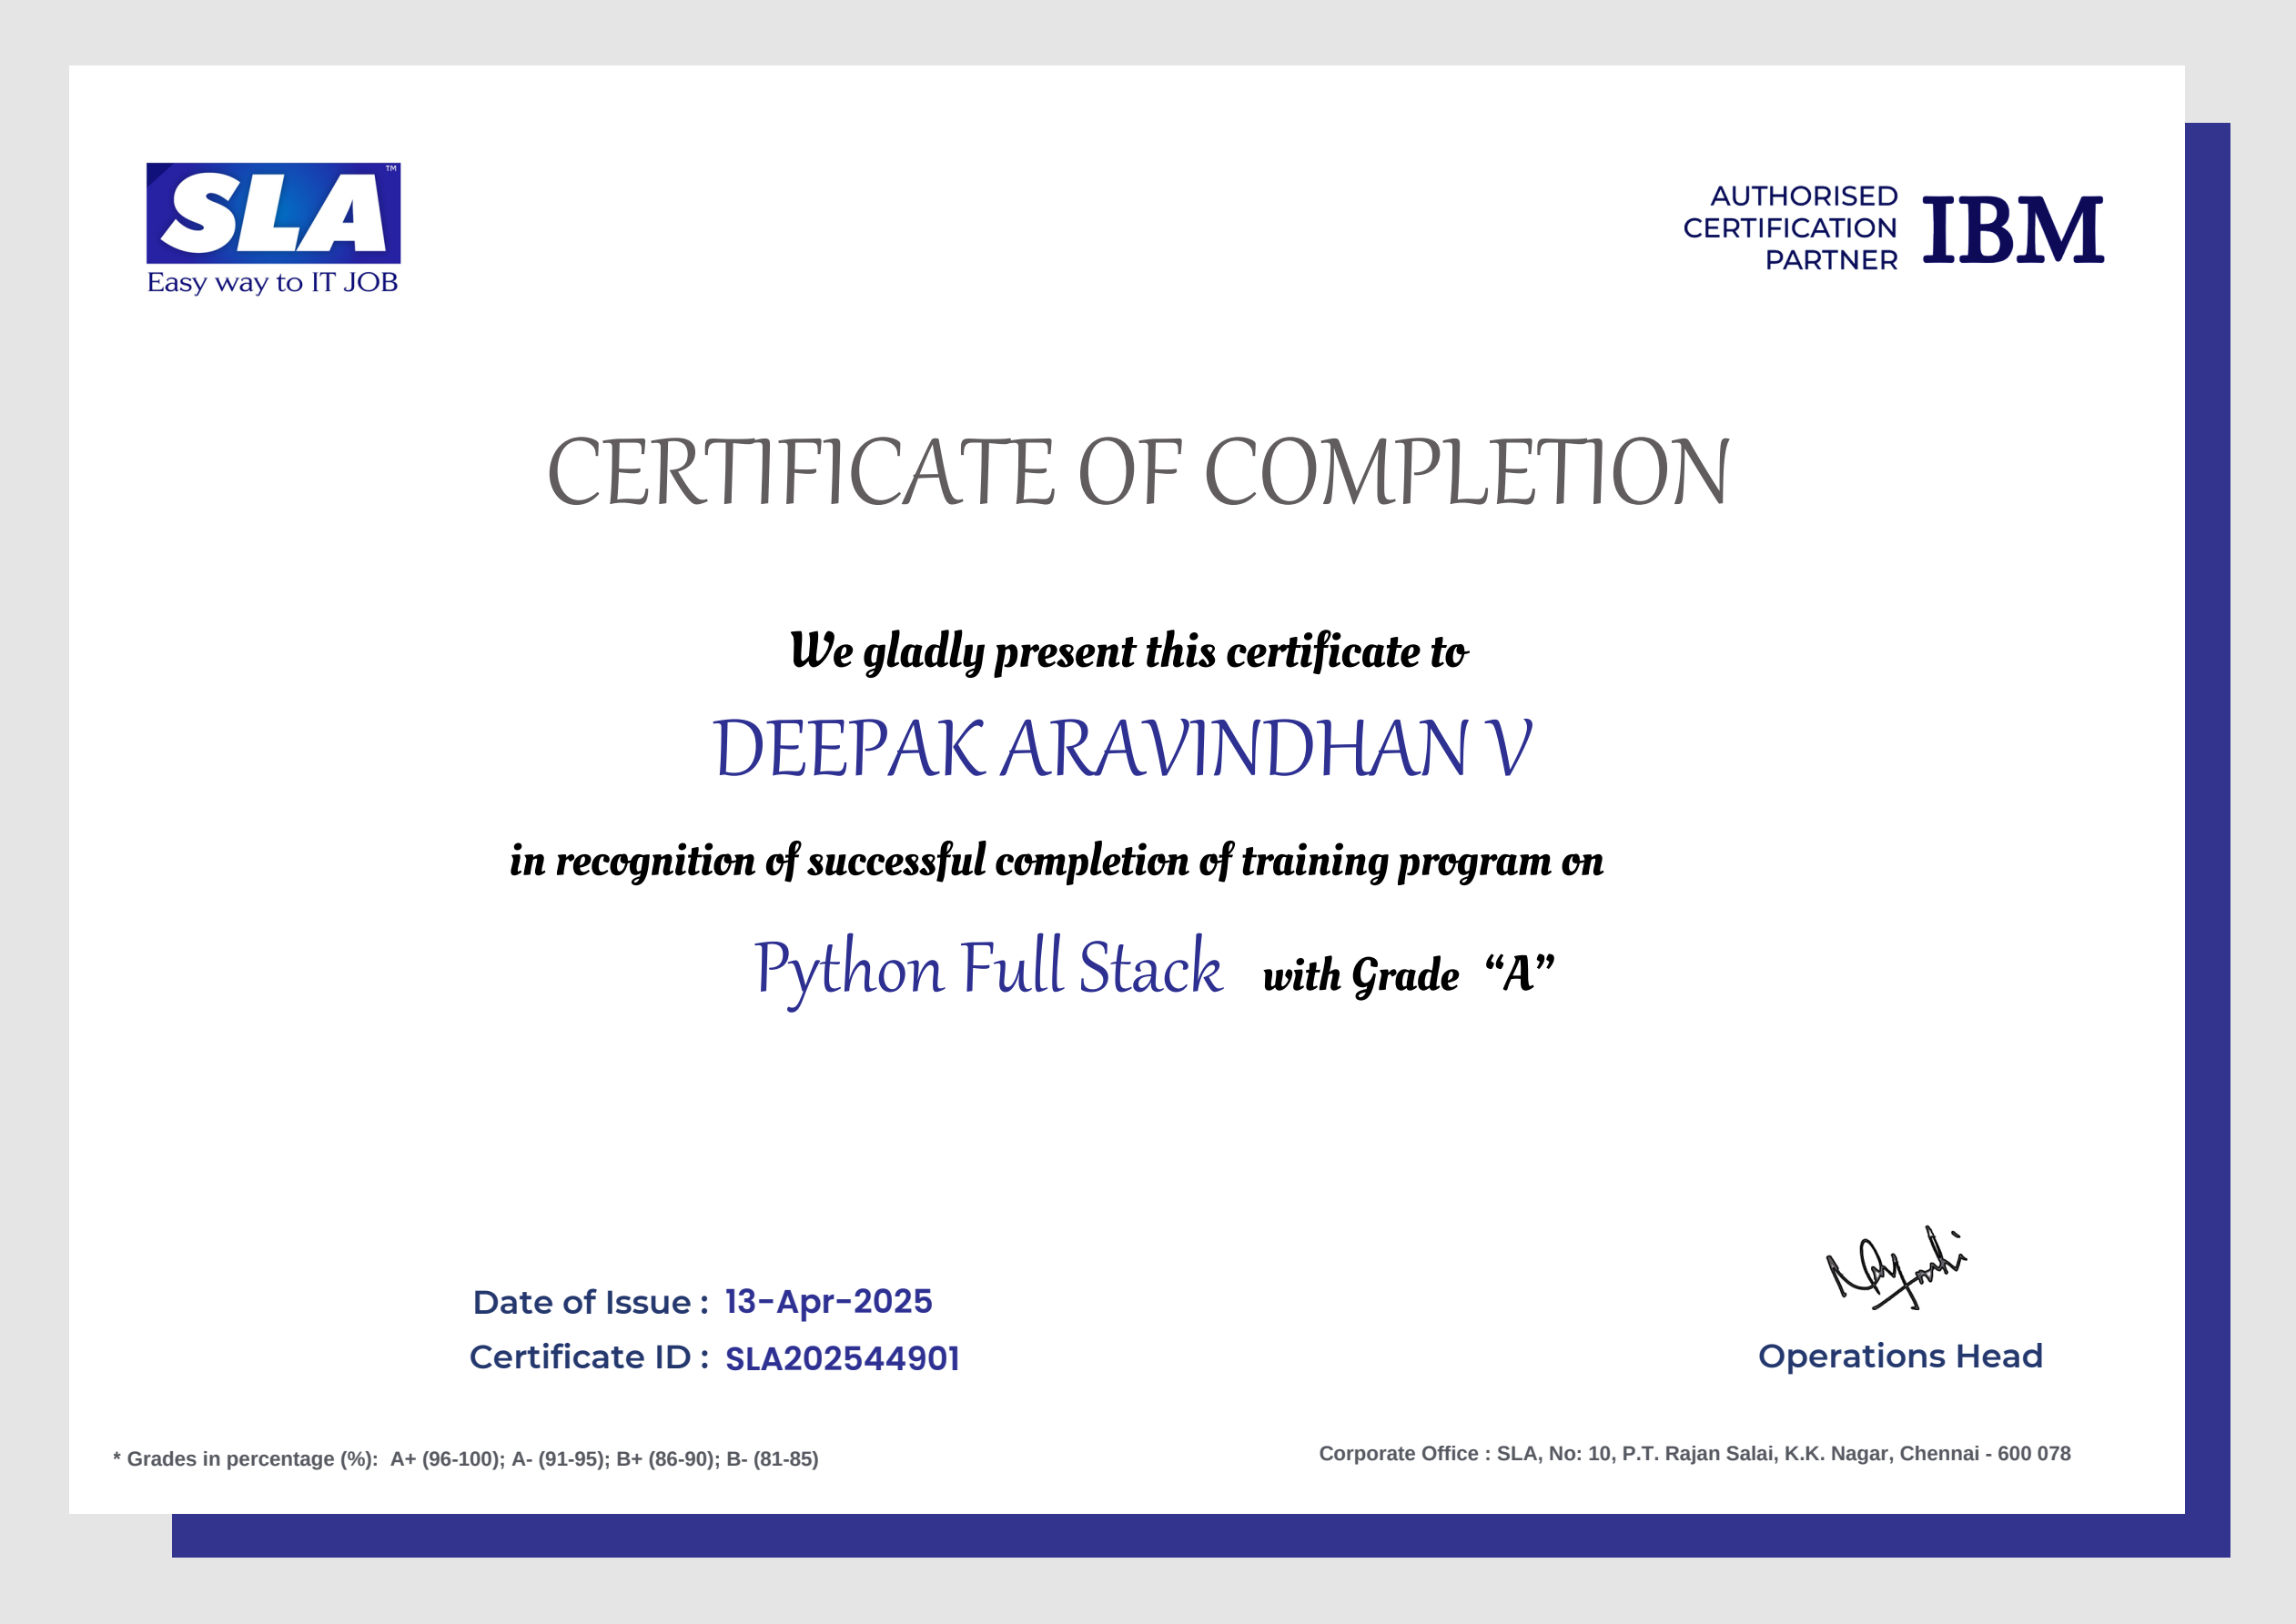 SLA
TM
Easy way to IT JOB
AUTHORISED
CERTIFICATION
PARTNER
IBM
CERTIFICATE OF COMPLETION
We gladly present this certificate to
DEEPAK ARAVINDHAN V
in recognition of successful completion of training program on
Python Full Stack with Grade “A”
Date of Issue : 13-Apr-2025
Certificate ID : SLA202544901
Operations Head
* Grades in percentage (%): A+ (96-100); A- (91-95); B+ (86-90); B- (81-85)
Corporate Office : SLA, No: 10, P.T. Rajan Salai, K.K. Nagar, Chennai - 600 078